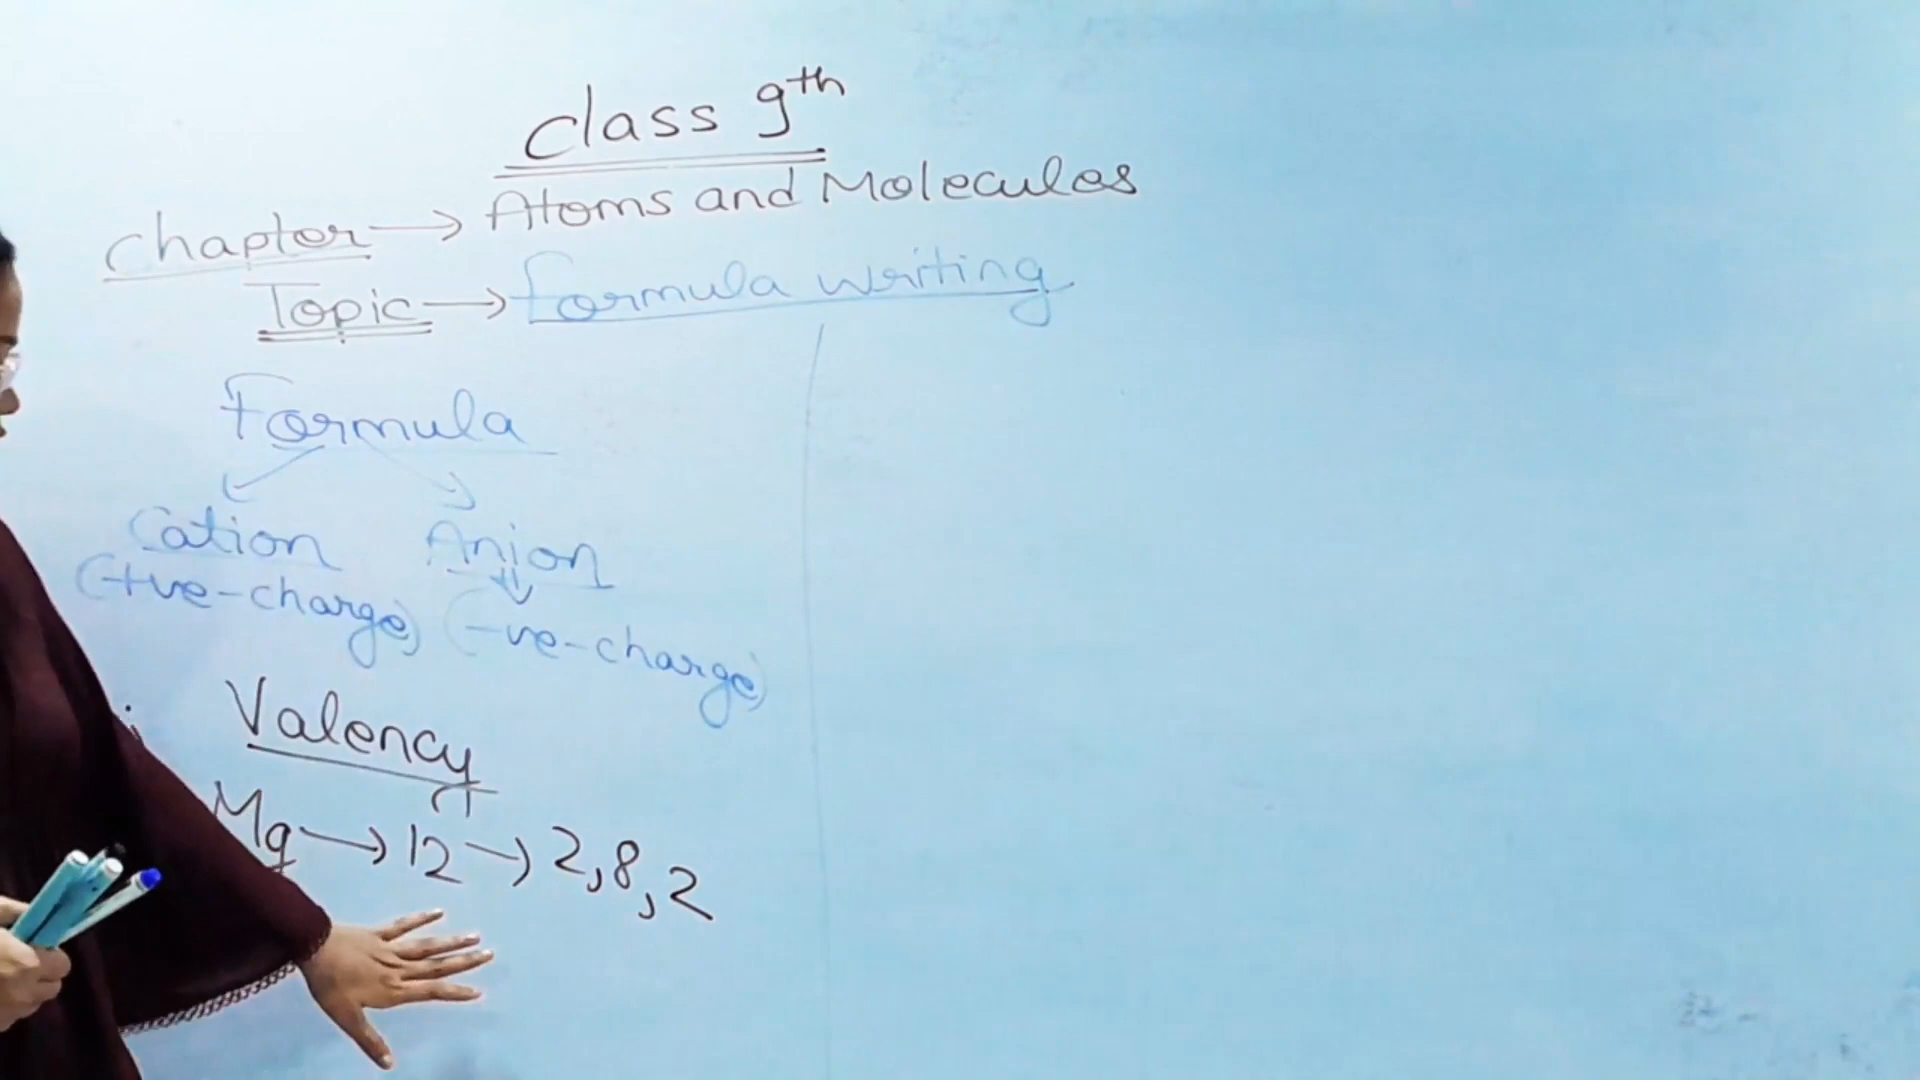 Class 9th
Chapter → Atoms and Molecules
Topic → Formula writing
Formula
Cation Anion
(+ve-charge) (-ve-charge)
Valency
Mg → 12 → 2,8,2